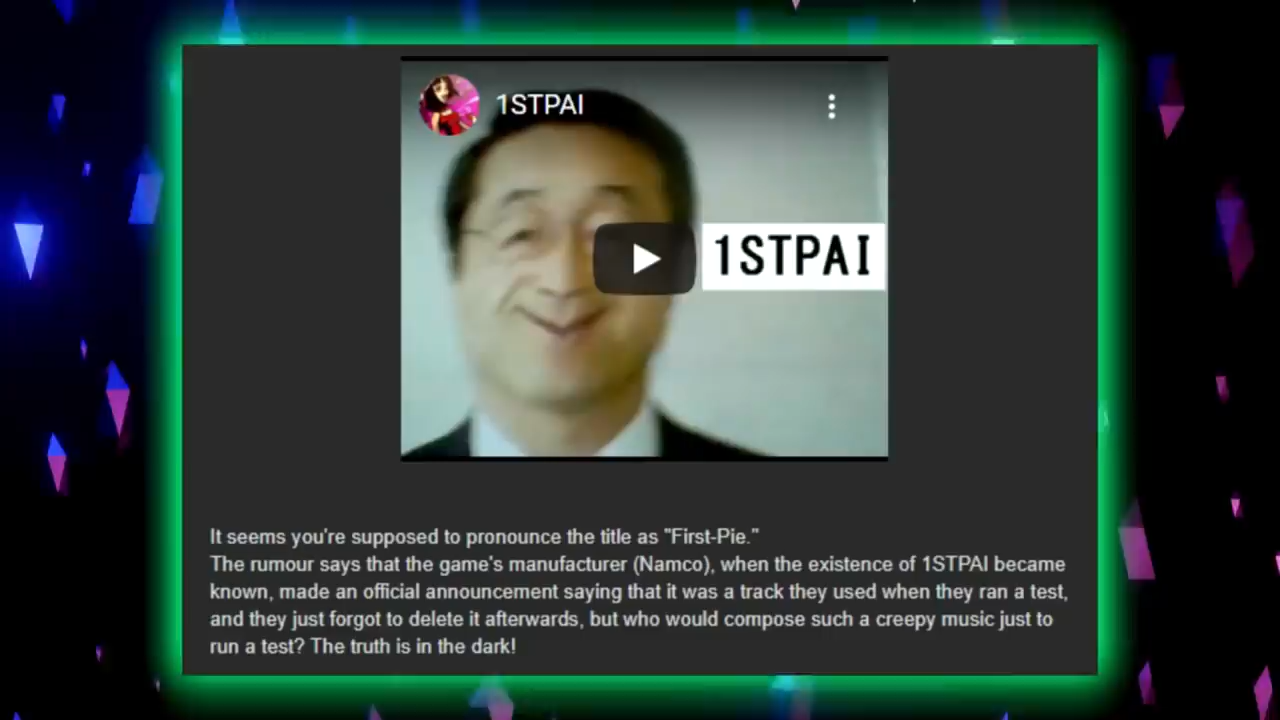 1STPAI
1STPAI
It seems you're supposed to pronounce the title as "First-Pie."
The rumour says that the game's manufacturer (Namco), when the existence of 1STPAI became
known, made an official announcement saying that it was a track they used when they ran a test,
and they just forgot to delete it afterwards, but who would compose such a creepy music just to
run a test? The truth is in the dark!